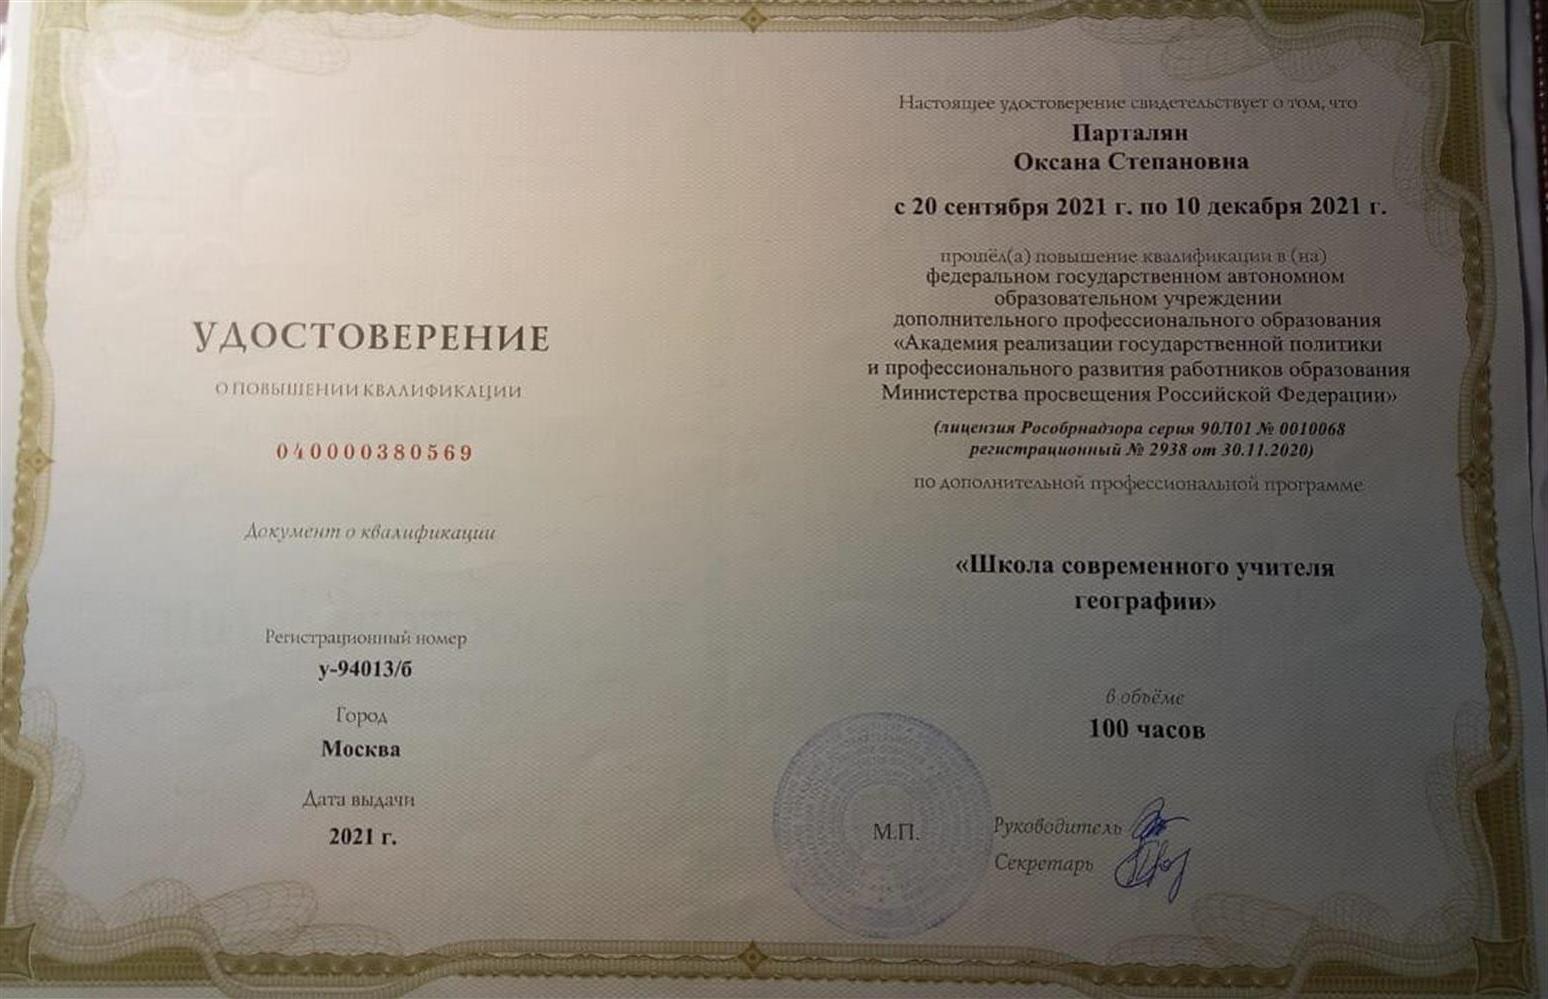 УДОСТОВЕРЕНИЕ
О ПОВЫШЕНИИ КВАЛИФИКАЦИИ
040000380569
Документ о квалификации
Регистрационный номер
у-94013/б
Город
Москва
Дата выдачи
2021 г.
Настоящее удостоверение свидетельствует о том, что
Парталян
Оксана Степановна
с 20 сентября 2021 г. по 10 декабря 2021 г.
прошёл(а) повышение квалификации в (на)
федеральном государственном автономном
образовательном учреждении
дополнительного профессионального образования
«Академия реализации государственной политики
и профессионального развития работников образования
Министерства просвещения Российской Федерации»
(лицензия Рособрнадзора серия 90Л01 № 0010068
регистрационный № 2938 от 30.11.2020)
по дополнительной профессиональной программе
«Школа современного учителя
географии»
в объёме
100 часов
М.П.
Руководитель
Секретарь